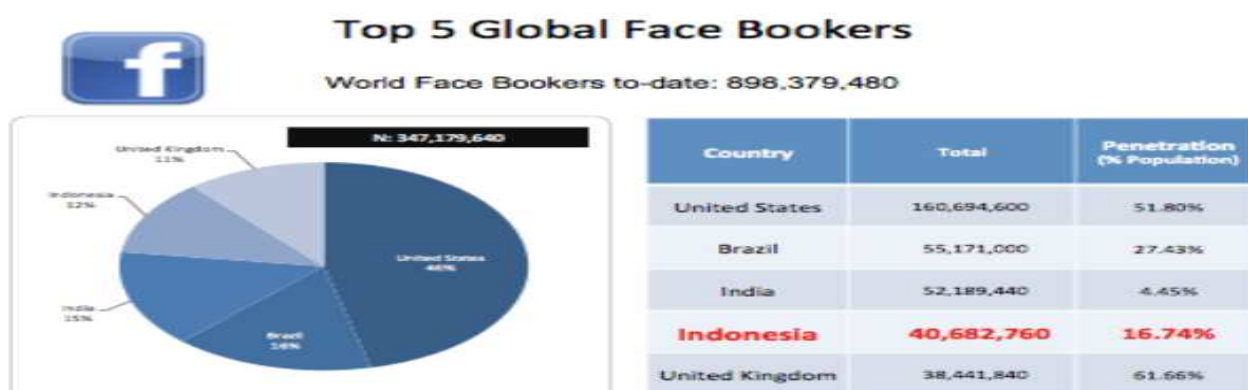 Top 5 Global Face Bookers
f
World Face Bookers to-date: 898,379,480
N: 347,179,640
United Kingdom
11%
Indonesia
12%
India
15%
Brazil
16%
United States
46%
Country Total Penetration
(% Population)
United States 160,694,600 51.80%
Brazil 55,171,000 27.43%
India 52,189,440 4.45%
Indonesia 40,682,760 16.74%
United Kingdom 38,441,840 61.66%